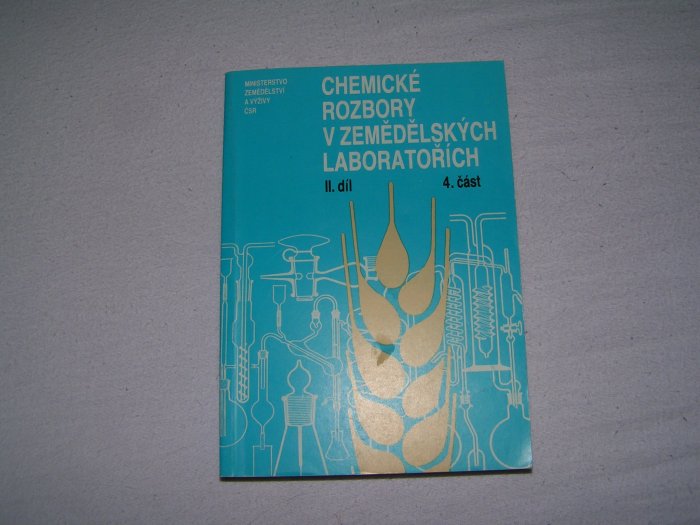 MINISTERSTVO
ZEMĚDĚLSTVÍ
A VÝŽIVY
ČSR
CHEMICKÉ
ROZBORY
V ZEMĚDĚLSKÝCH
LABORATOŘÍCH
II. díl 4. část